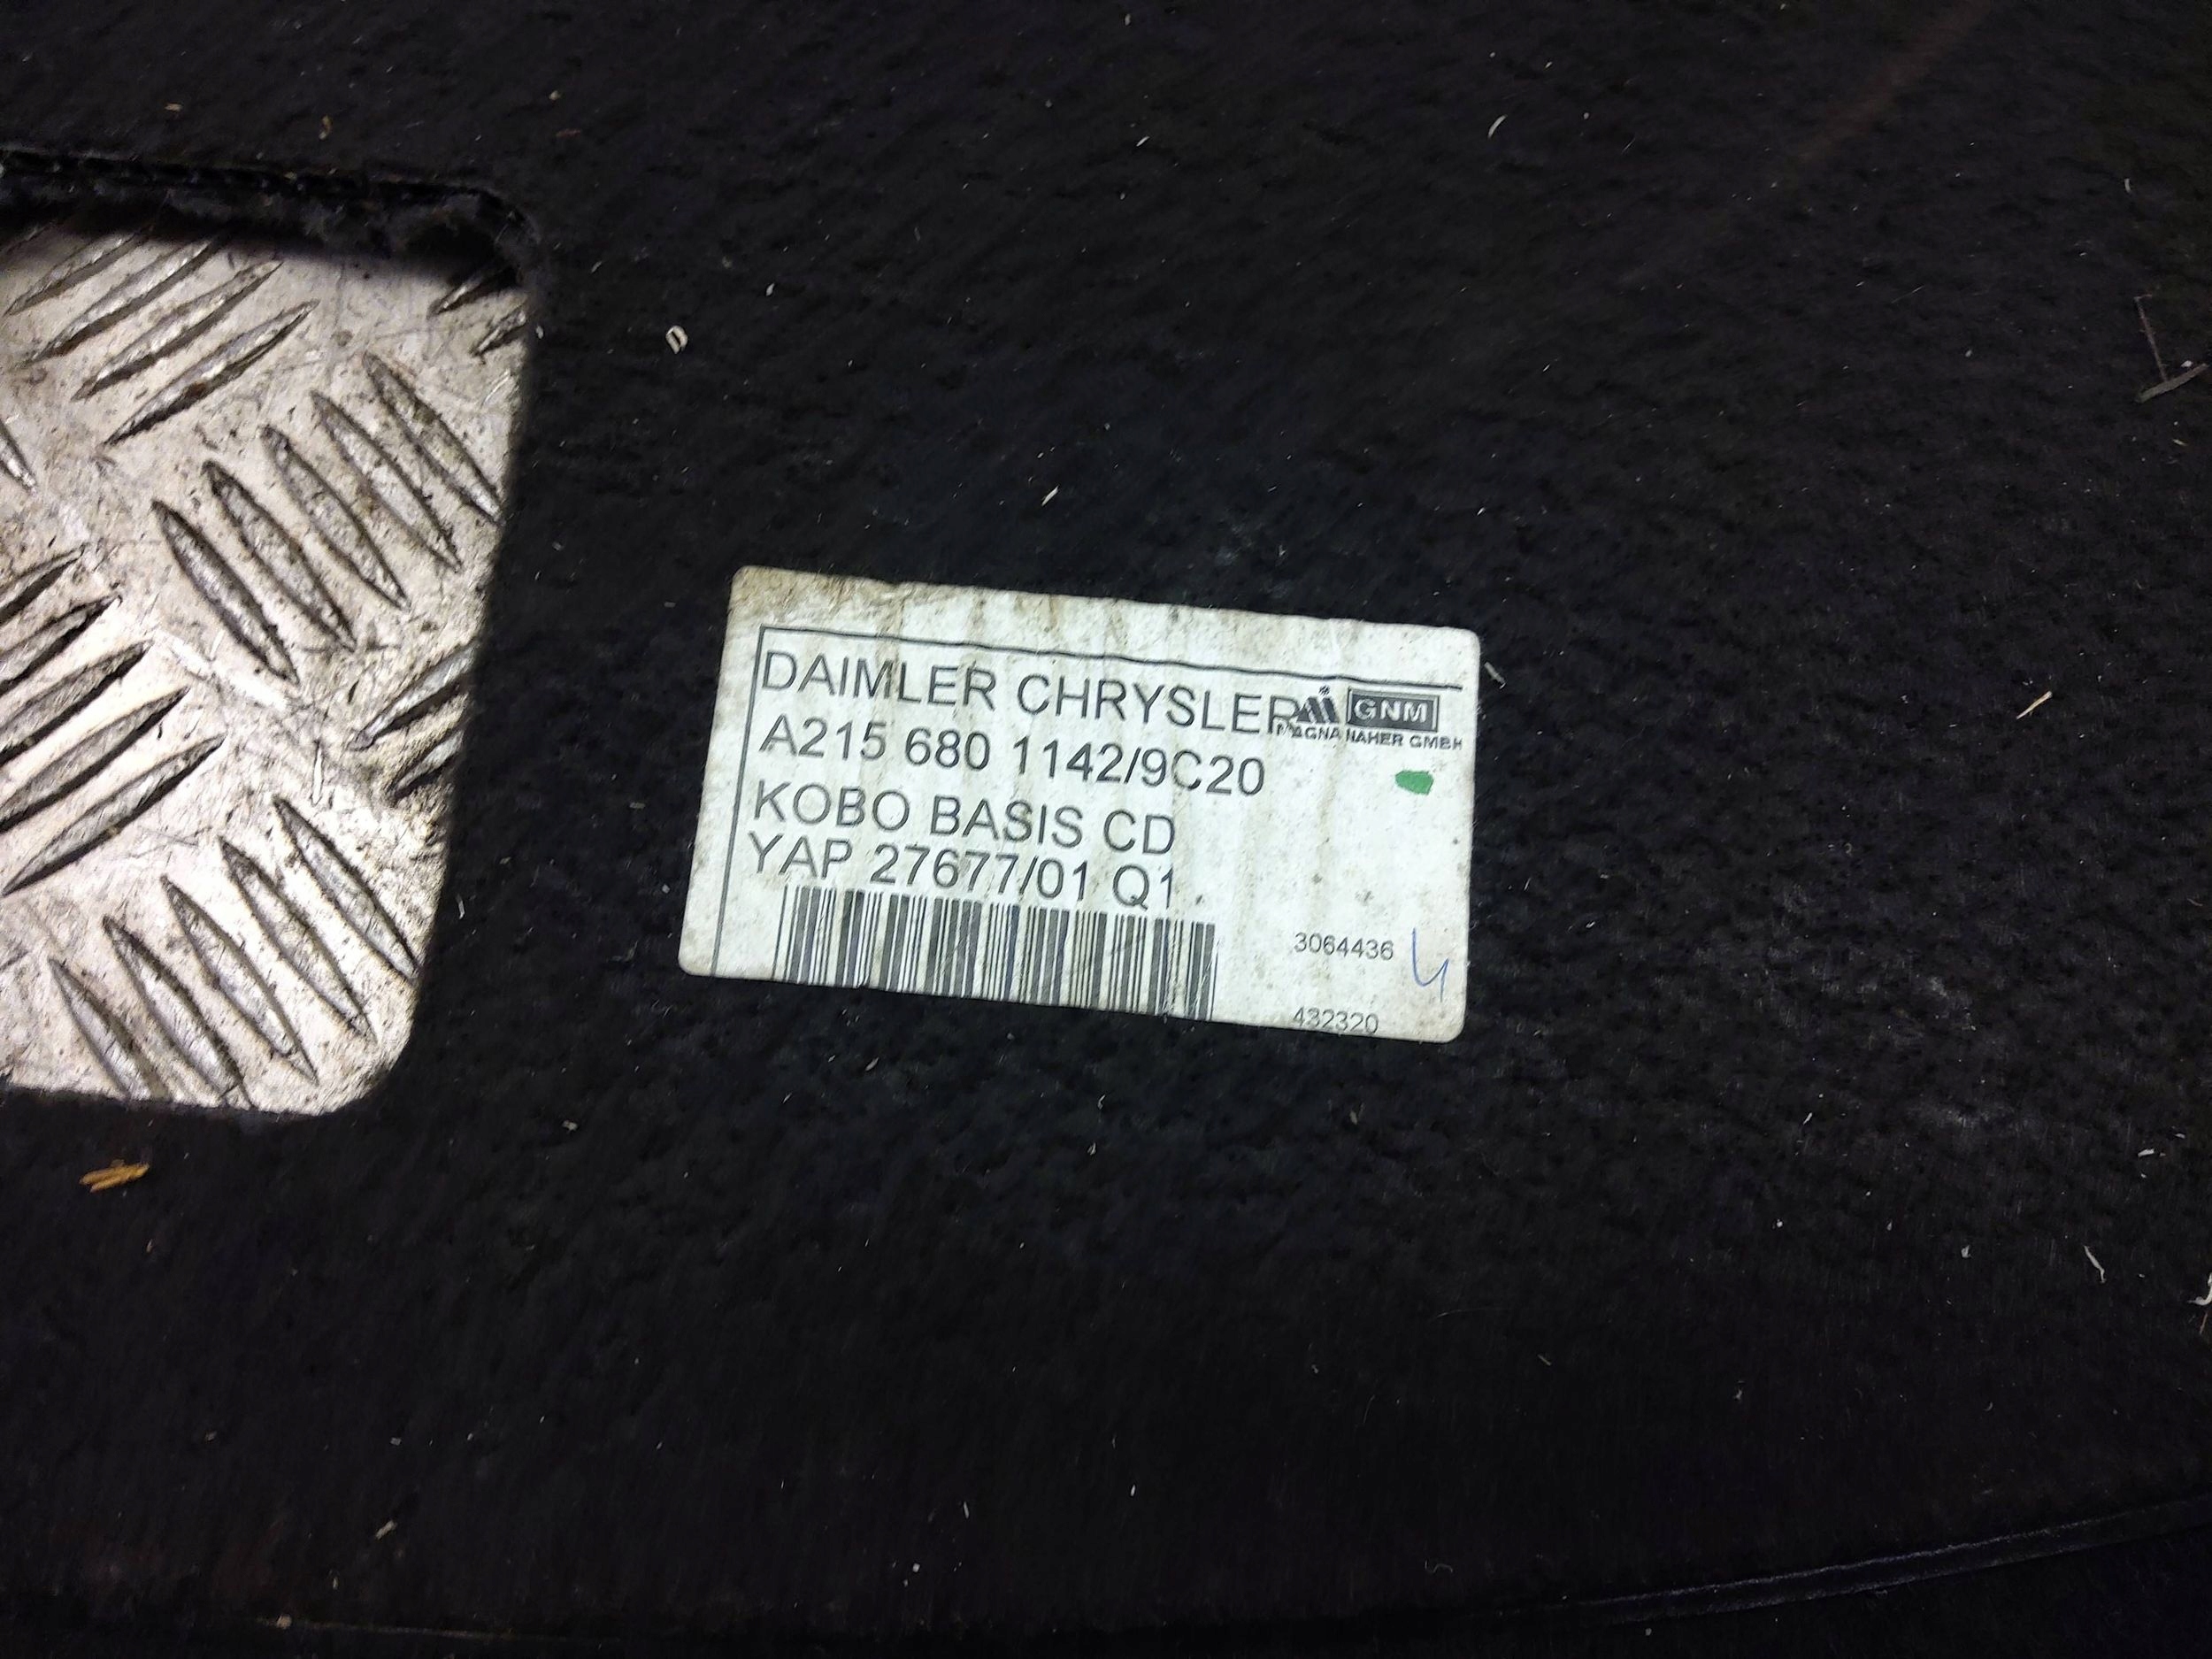 DAIMLER CHRYSLER
GNM
MAGNA NAHER GMBH
A215 680 1142/9C20
KOBO BASIS CD
YAP 27677/01 Q1
3064436 4
432320